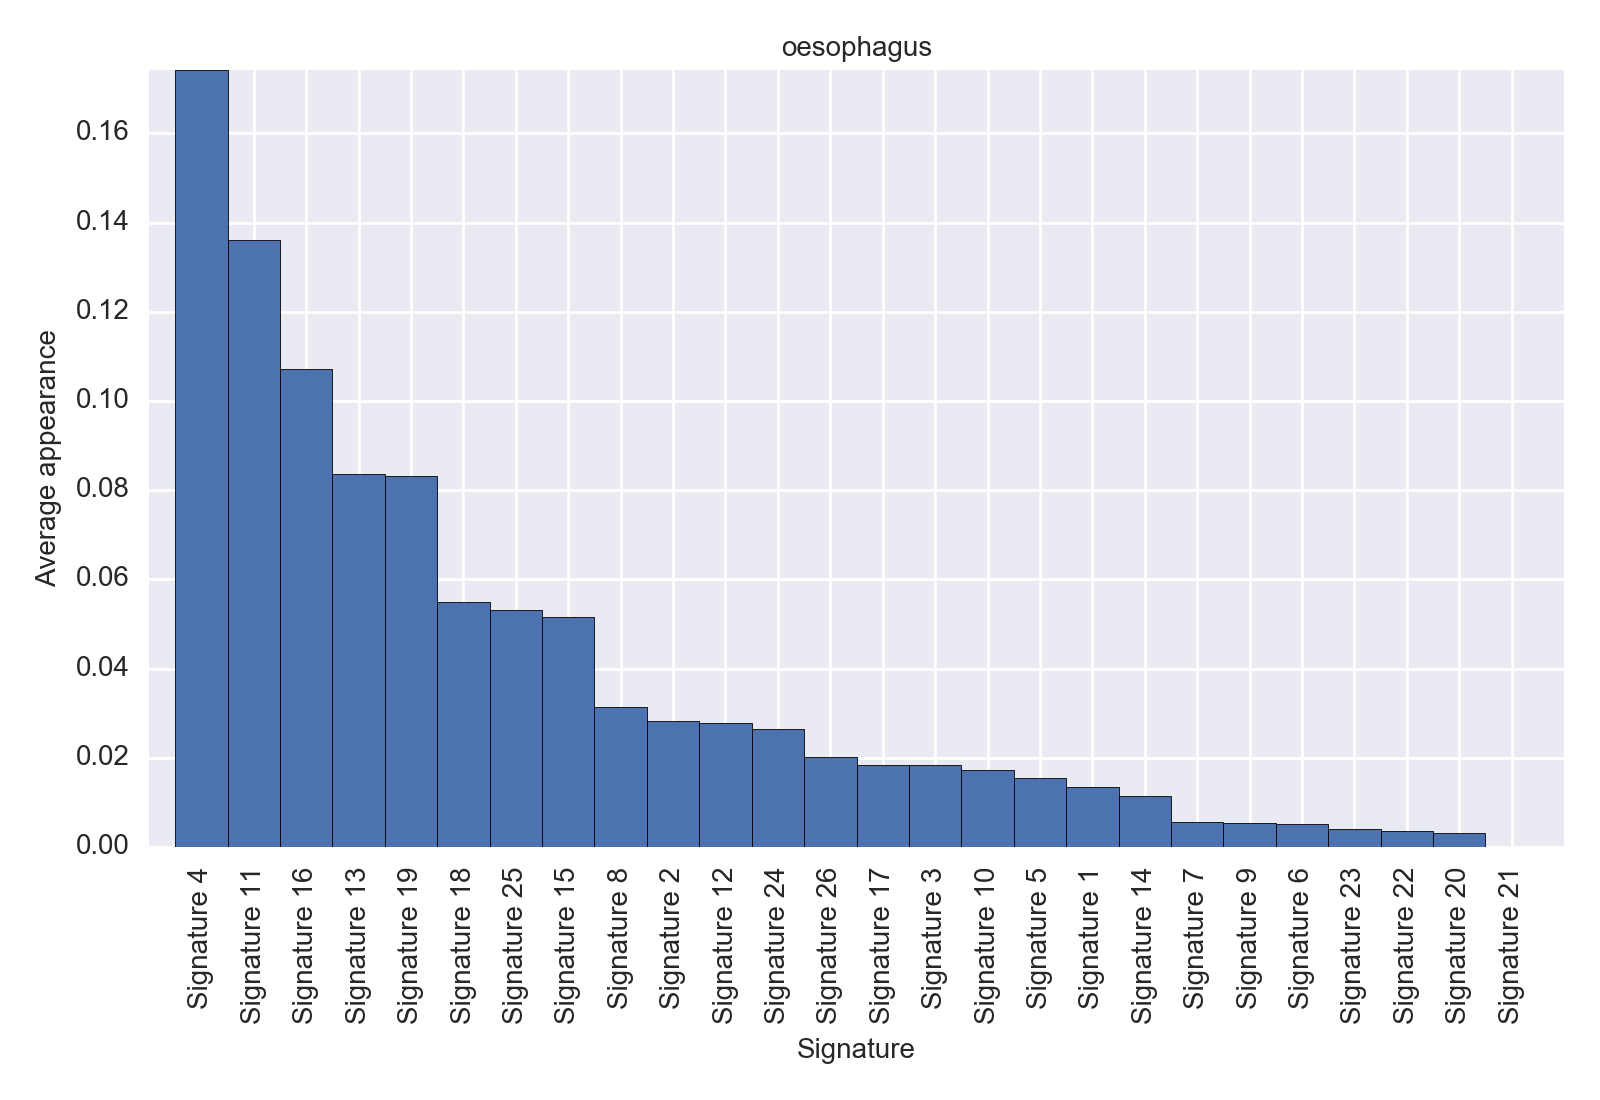 oesophagus
0.16
0.14
0.12
0.10
0.08
0.06
0.04
0.02
0.00
Average appearance
Signature 4
Signature 11
Signature 16
Signature 13
Signature 19
Signature 18
Signature 25
Signature 15
Signature 8
Signature 2
Signature 12
Signature 24
Signature 26
Signature 17
Signature 3
Signature 10
Signature 5
Signature 1
Signature 14
Signature 7
Signature 9
Signature 6
Signature 23
Signature 22
Signature 20
Signature 21
Signature